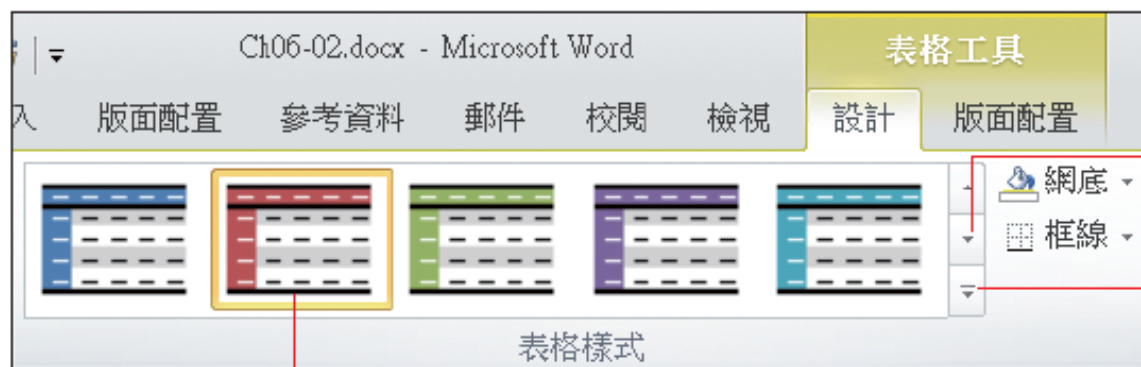 Ch06-02.docx - Microsoft Word
表格工具
入 版面配置 參考資料 郵件 校閱 檢視 設計 版面配置
網底
框線
表格樣式